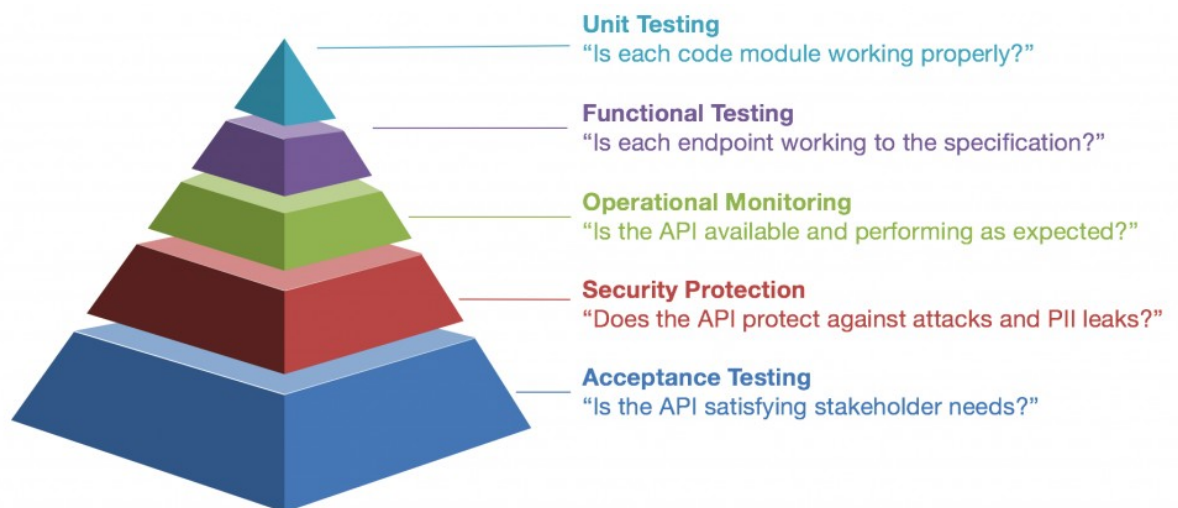 Unit Testing
“Is each code module working properly?”
Functional Testing
“Is each endpoint working to the specification?”
Operational Monitoring
“Is the API available and performing as expected?”
Security Protection
“Does the API protect against attacks and PII leaks?”
Acceptance Testing
“Is the API satisfying stakeholder needs?”